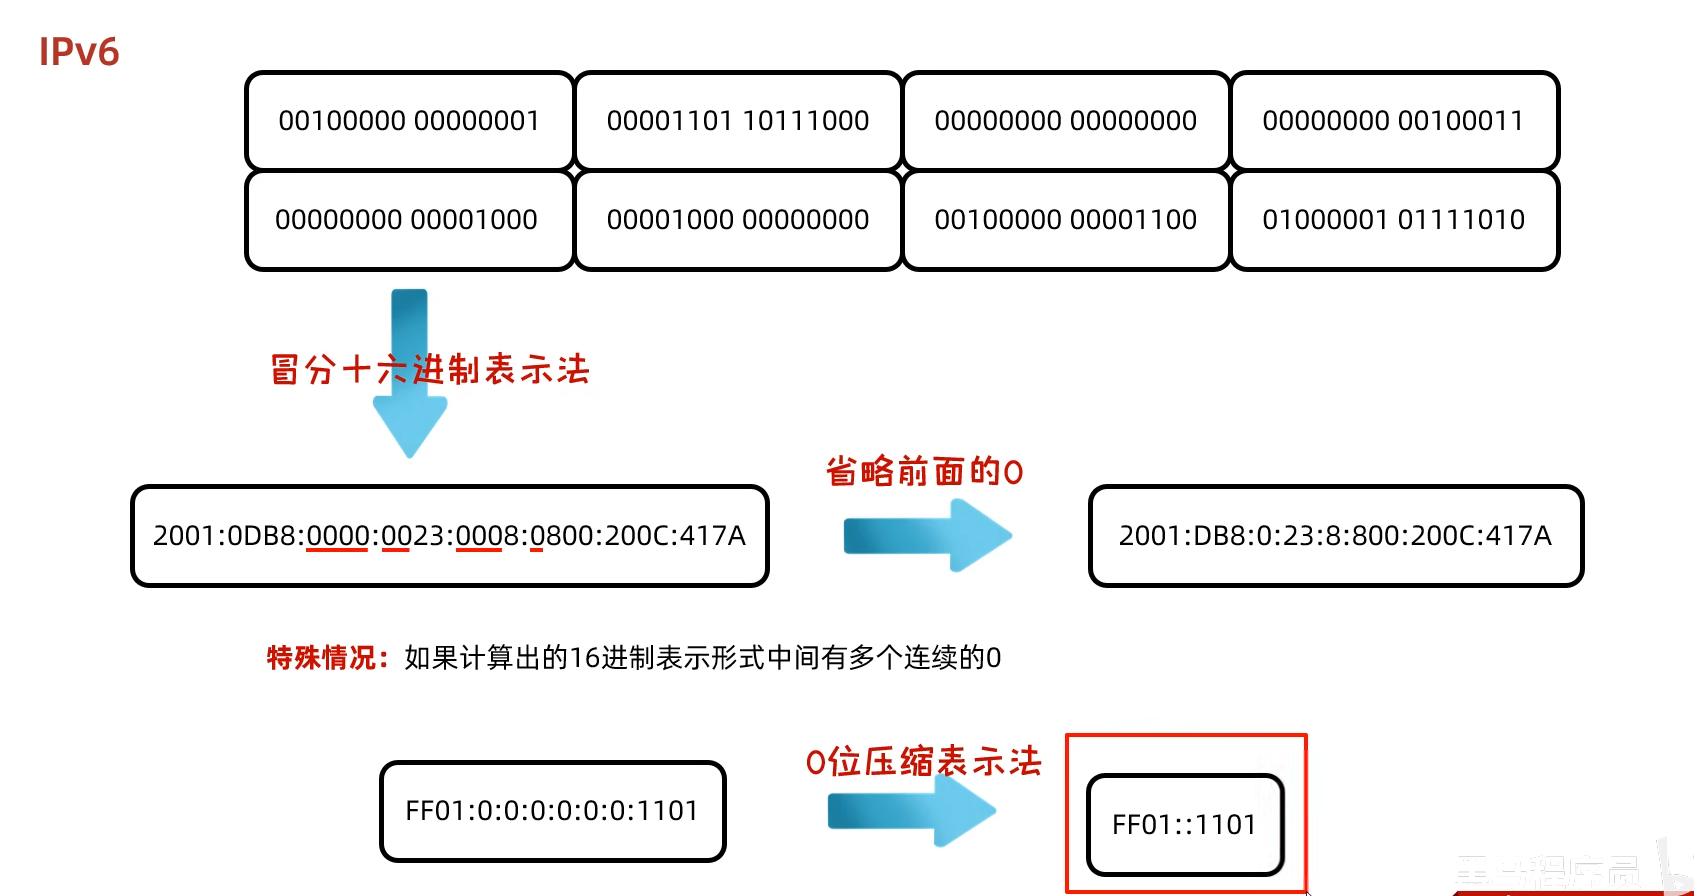 IPv6
00100000 00000001
00001101 10111000
00000000 00000000
00000000 00100011
00000000 00001000
00001000 00000000
00100000 00001100
01000001 01111010
冒分十六进制表示法
省略前面的0
2001:0DB8:0000:0023:0008:0800:200C:417A
2001:DB8:0:23:8:800:200C:417A
特殊情况：如果计算出的16进制表示形式中间有多个连续的0
0位压缩表示法
FF01:0:0:0:0:0:0:1101
FF01::1101